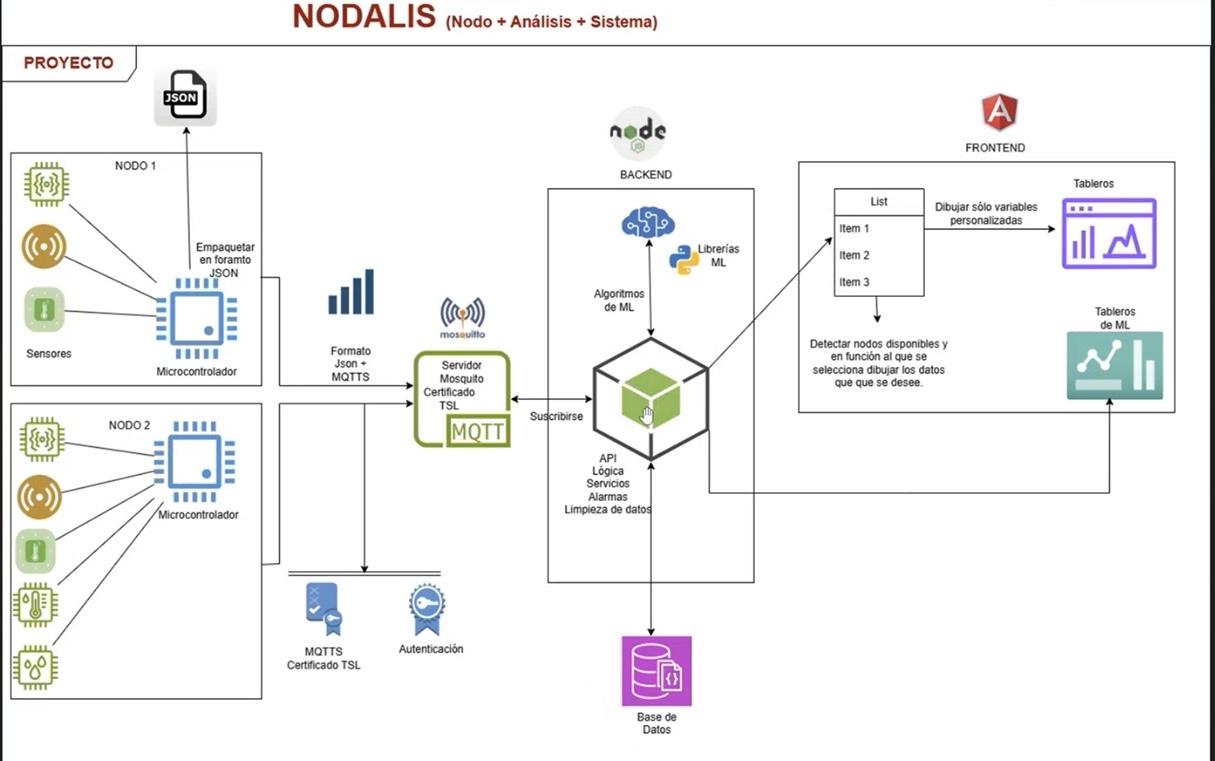 NODALIS (Nodo + Análisis + Sistema)
PROYECTO
JSON
NODO 1
Empaquetar
en foramto
JSON
Sensores
Microcontrolador
NODO 2
Microcontrolador
Formato
Json +
MQTTS
mosquitto
Servidor
Mosquito
Certificado
TSL
MQTT
Suscribirse
MQTTS
Certificado TSL
Autenticación
node
JS
BACKEND
Librerías
ML
Algoritmos
de ML
API
Lógica
Servicios
Alarmas
Limpieza de datos
Base de
Datos
A
FRONTEND
List
Item 1
Item 2
Item 3
Dibujar sólo variables
personalizadas
Tableros
Detectar nodos disponibles y
en función al que se
selecciona dibujar los datos
que que se desee.
Tableros
de ML